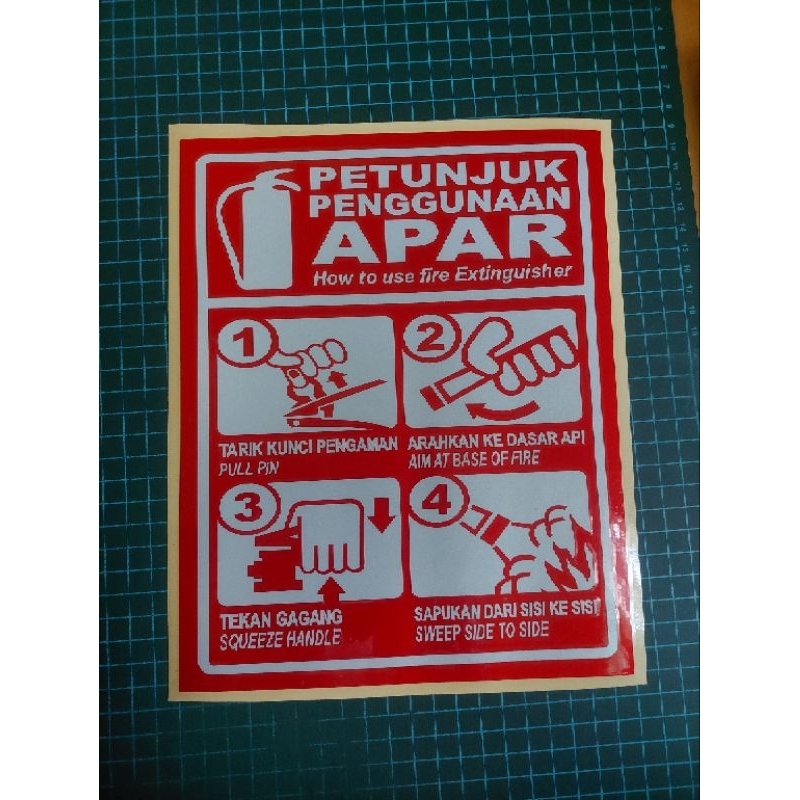 PETUNJUK
PENGGUNAAN
APAR
How to use fire Extinguisher
1
TARIK KUNCI PENGAMAN
PULL PIN
2
ARAHKAN KE DASAR API
AIM AT BASE OF FIRE
3
TEKAN GAGANG
SQUEEZE HANDLE
4
SAPUKAN DARI SISI KE SISI
SWEEP SIDE TO SIDE